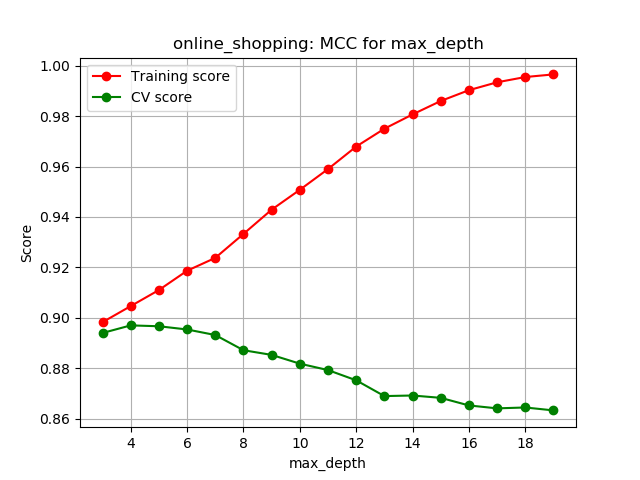 online_shopping: MCC for max_depth
Training score
CV score
1.00
0.98
0.96
0.94
0.92
0.90
0.88
0.86
Score
4 6 8 10 12 14 16 18
max_depth